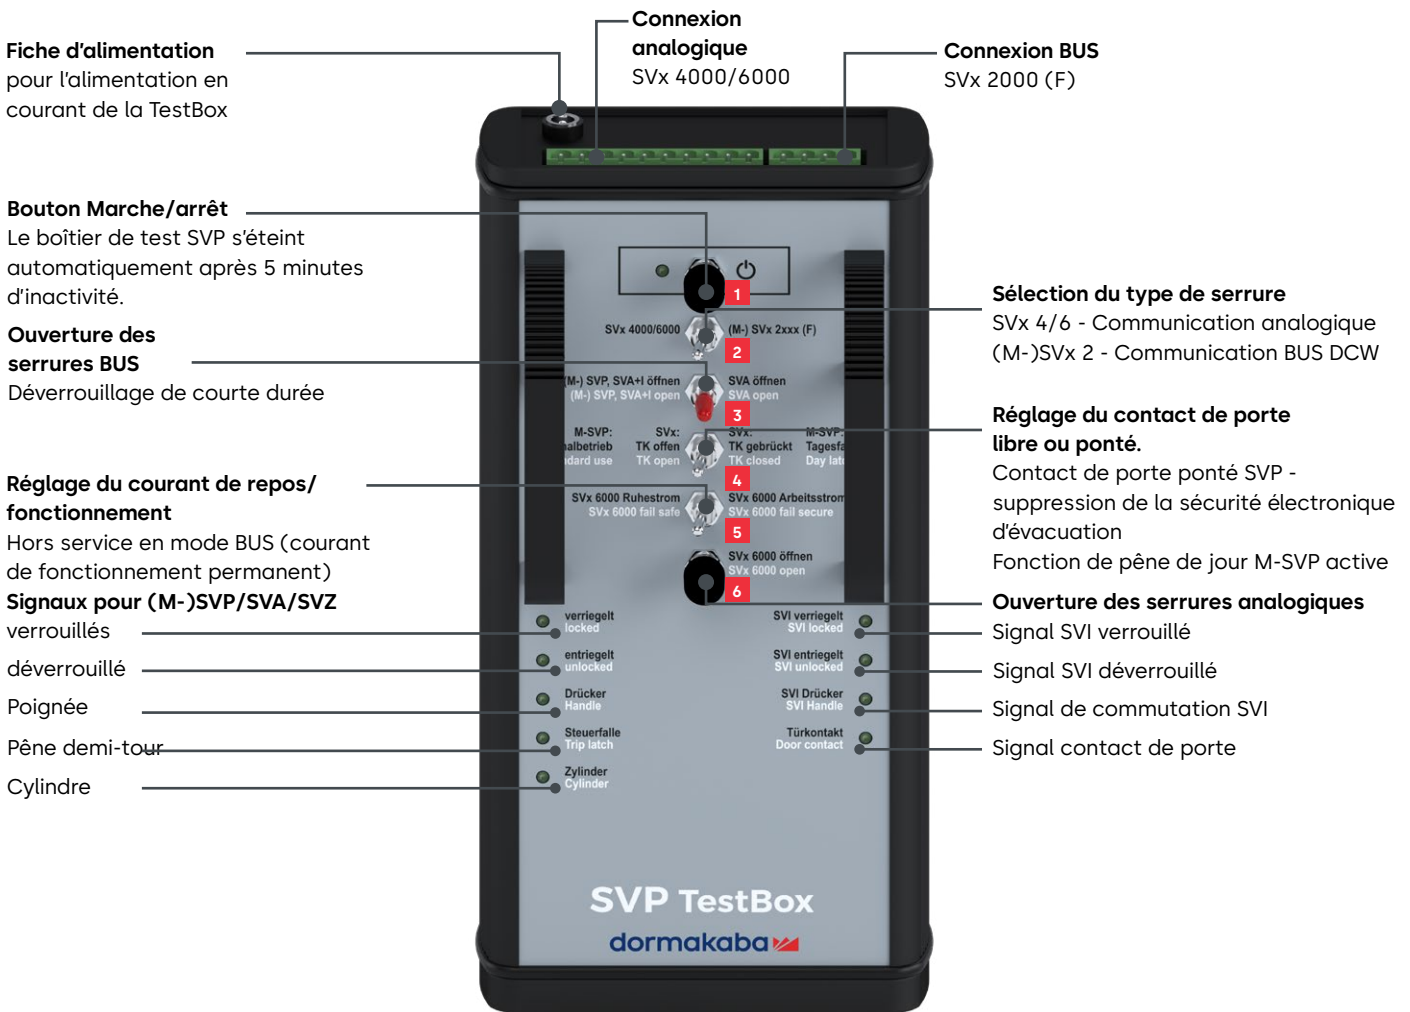 Connexion
analogique
SVx 4000/6000
Fiche d'alimentation
pour l'alimentation en
courant de la TestBox
Connexion BUS
SVx 2000 (F)
Bouton Marche/arrêt
Le boîtier de test SVP s'éteint
automatiquement après 5 minutes
d'inactivité.
Ouverture des
serrures BUS
Déverrouillage de courte durée
Réglage du courant de repos/
fonctionnement
Hors service en mode BUS (courant
de fonctionnement permanent)
Signaux pour (M-)SVP/SVA/SVZ
verrouillés
déverrouillé
Poignée
Pêne demi-tour
Cylindre
1
SVx 4000/6000
(M-) SVx 2xxx (F)
2
(M-) SVP, SVA+I öffnen
(M-) SVP, SVA+I open
SVA öffnen
SVA open
3
M-SVP:
SVx:
SVx:
M-SVP:
TK offen
TK gebrückt
TK open
TK closed
4
SVx 6000 Ruhestrom
SVx 6000 fail safe
SVx 6000 Arbeitsstrom
SVx 6000 fail secure
5
SVx 6000 öffnen
SVx 6000 open
6
verriegelt
locked
entriegelt
unlocked
Drücker
Handle
Steuerfalle
Trip latch
Zylinder
Cylinder
SVI verriegelt
SVI locked
SVI entriegelt
SVI unlocked
SVI Drücker
SVI Handle
Türkontakt
Door contact
SVP TestBox
dormakaba
Sélection du type de serrure
SVx 4/6 - Communication analogique
(M-)SVx 2 - Communication BUS DCW
Réglage du contact de porte
libre ou ponté.
Contact de porte ponté SVP -
suppression de la sécurité électronique
d'évacuation
Fonction de pêne de jour M-SVP active
Ouverture des serrures analogiques
Signal SVI verrouillé
Signal SVI déverrouillé
Signal de commutation SVI
Signal contact de porte